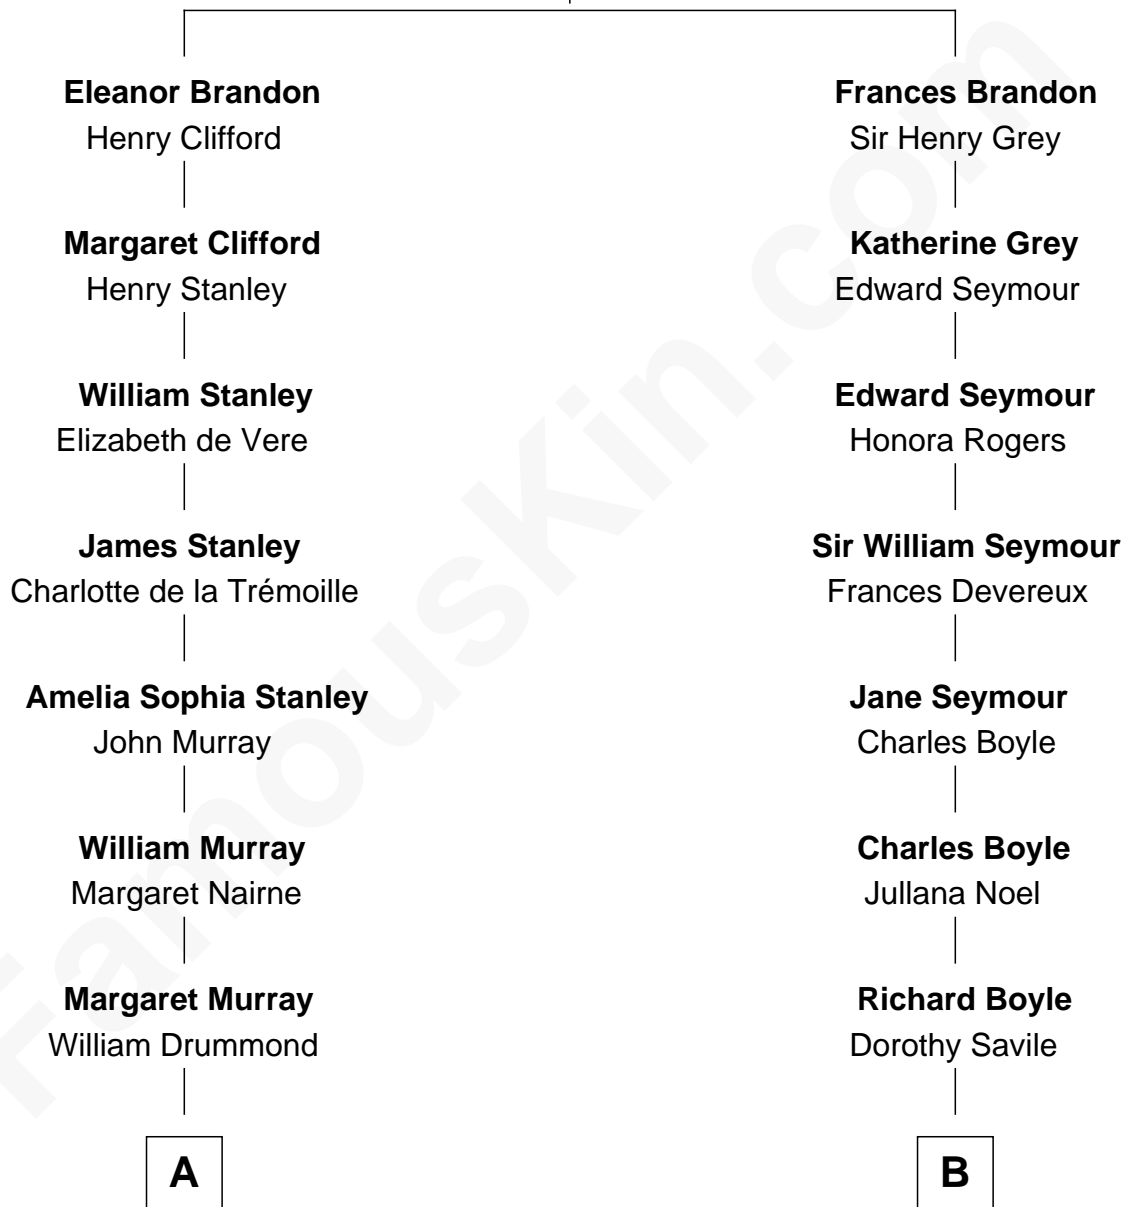 Eleanor Brandon
Henry Clifford
Margaret Clifford
Henry Stanley
William Stanley
Elizabeth de Vere
James Stanley
Charlotte de la Trémoille
Amelia Sophia Stanley
John Murray
William Murray
Margaret Nairne
Margaret Murray
William Drummond
A
Frances Brandon
Sir Henry Grey
Katherine Grey
Edward Seymour
Edward Seymour
Honora Rogers
Sir William Seymour
Frances Devereux
Jane Seymour
Charles Boyle
Charles Boyle
Jullana Noel
Richard Boyle
Dorothy Savile
B
FamousKin.com